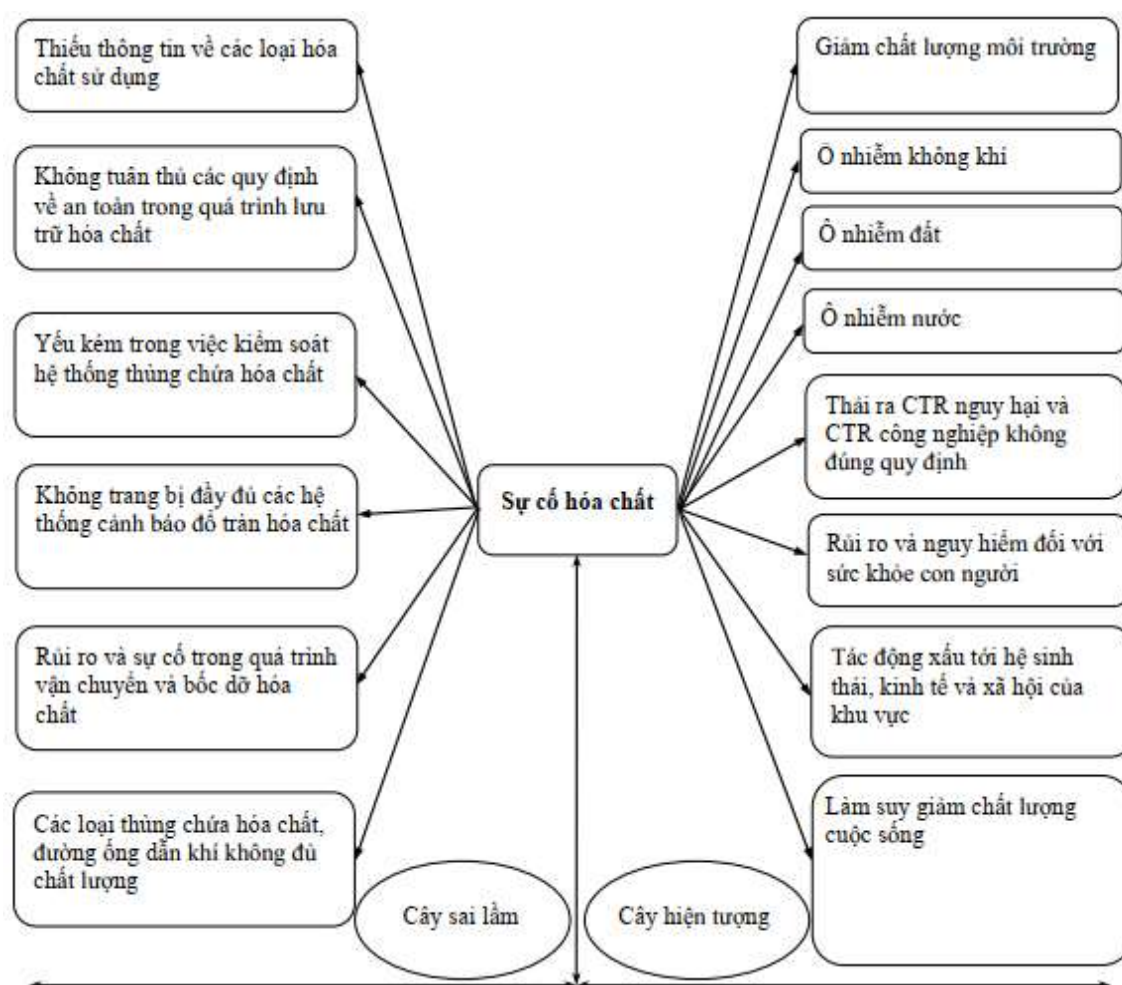 Thiếu thông tin về các loại hóa
chất sử dụng
Không tuân thủ các quy định
về an toàn trong quá trình lưu
trữ hóa chất
Yếu kém trong việc kiểm soát
hệ thống thùng chứa hóa chất
Không trang bị đầy đủ các hệ
thống cảnh báo đổ tràn hóa chất
Rủi ro và sự cố trong quá trình
vận chuyển và bốc dỡ hóa
chất
Các loại thùng chứa hóa chất,
đường ống dẫn khí không đủ
chất lượng
Sự cố hóa chất
Cây sai lầm
Cây hiện tượng
Giảm chất lượng môi trường
Ô nhiễm không khí
Ô nhiễm đất
Ô nhiễm nước
Thải ra CTR nguy hại và
CTR công nghiệp không
đúng quy định
Rủi ro và nguy hiểm đối với
sức khỏe con người
Tác động xấu tới hệ sinh
thái, kinh tế và xã hội của
khu vực
Làm suy giảm chất lượng
cuộc sống